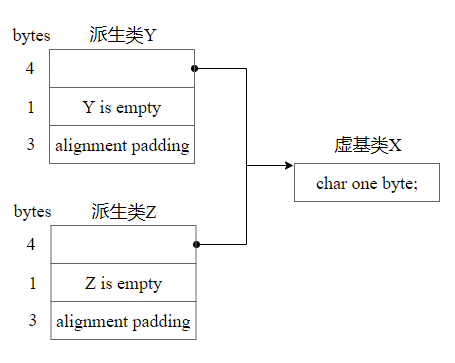 bytes 派生类Y
4
1 Y is empty
3 alignment padding
虚基类X
char one byte;
bytes 派生类Z
4
1 Z is empty
3 alignment padding